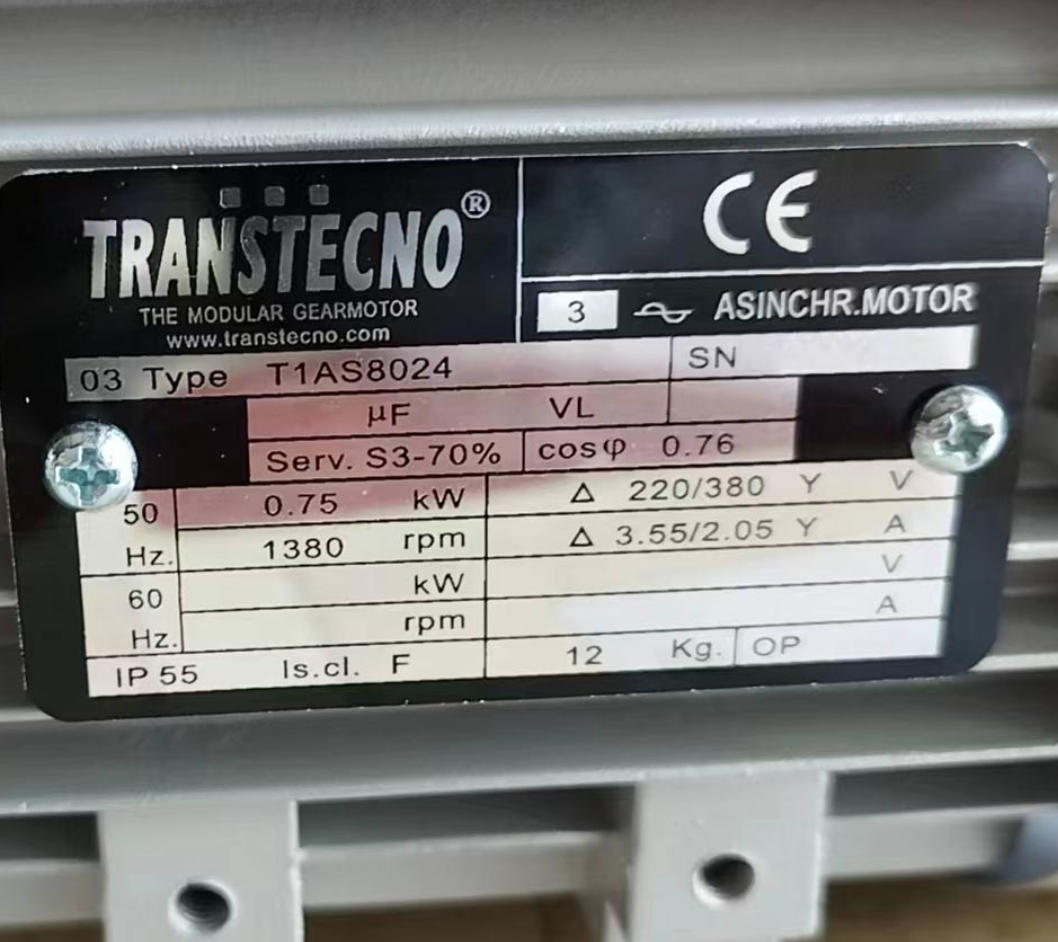 TRANSTECNO®
THE MODULAR GEARMOTOR
www.transtecno.com
CE
3 ASINCHR.MOTOR
03 Type T1AS8024 SN
µF VL
Serv. S3-70% cosφ 0.76
50 Hz. 0.75 kW Δ 220/380 Y V
1380 rpm Δ 3.55/2.05 Y A
60 Hz. kW V
rpm A
IP 55 Is.cl. F 12 Kg. OP